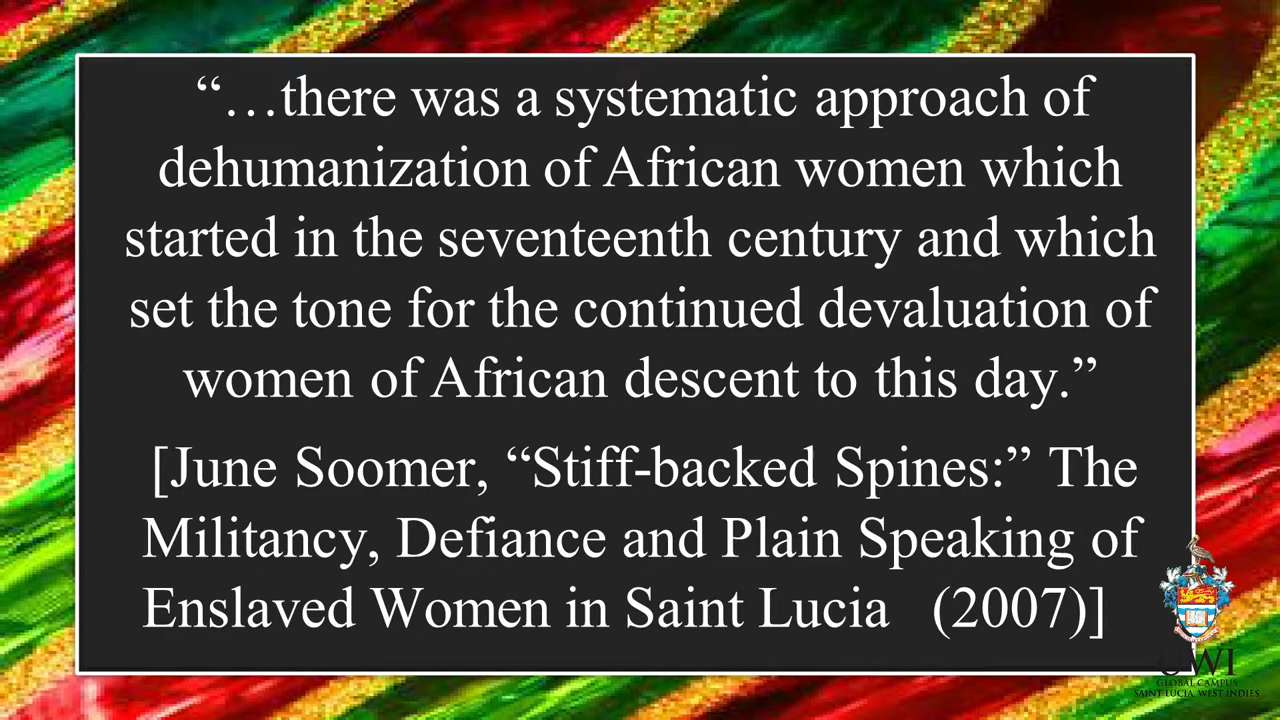 “…there was a systematic approach of
dehumanization of African women which
started in the seventeenth century and which
set the tone for the continued devaluation of
women of African descent to this day.”
[June Soomer, “Stiff-backed Spines:” The
Militancy, Defiance and Plain Speaking of
Enslaved Women in Saint Lucia (2007)]
UWI
GLOBAL CAMPUS
SAINT LUCIA, WEST INDIES